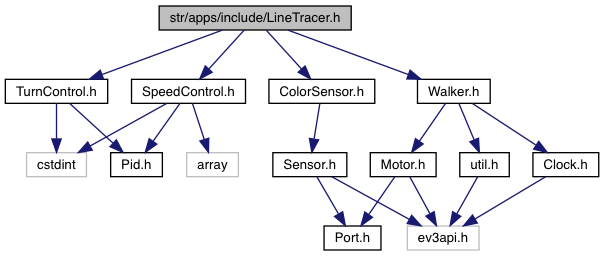 str/apps/include/LineTracer.h
TurnControl.h
SpeedControl.h
ColorSensor.h
Walker.h
cstdint
Pid.h
array
Sensor.h
Motor.h
util.h
Clock.h
Port.h
ev3api.h